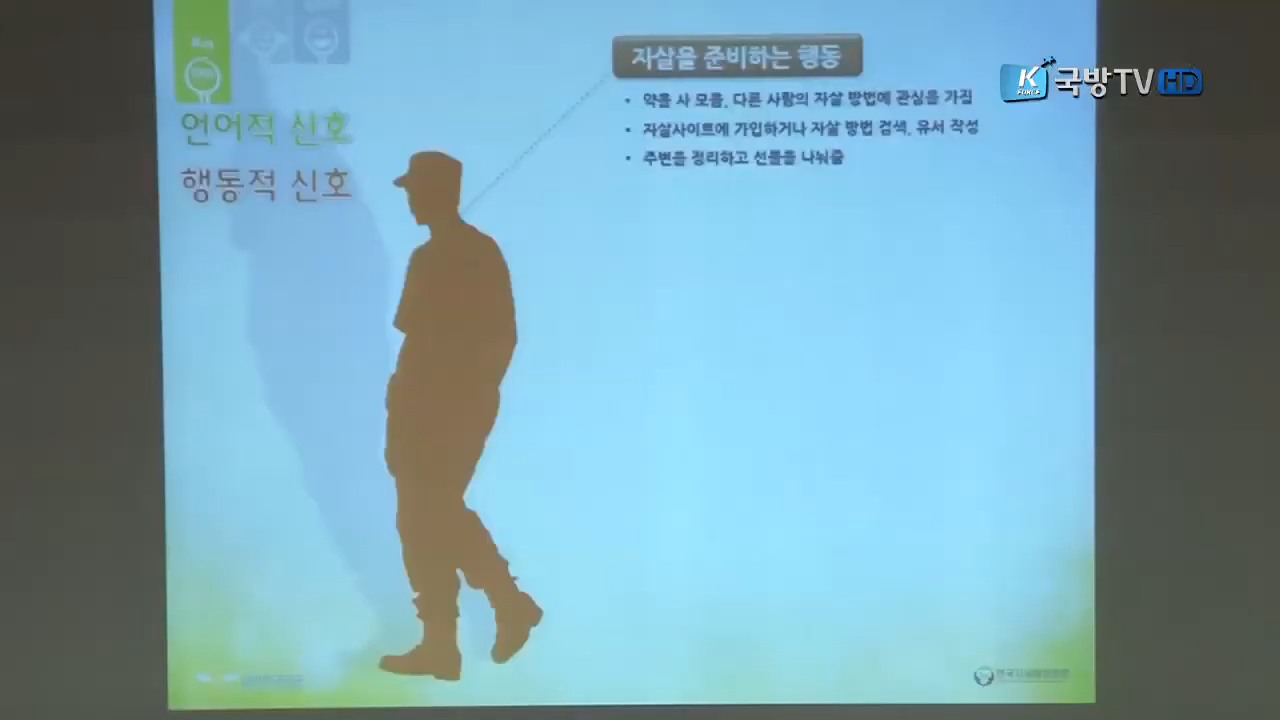 보기
언어적 신호
행동적 신호
자살을 준비하는 행동
• 약을 사 모음, 다른 사람의 자살 방법에 관심을 가짐
• 자살사이트에 가입하거나 자살 방법 검색, 유서 작성
• 주변을 정리하고 선물을 나눠줌
K
FORCE
국방TV HD